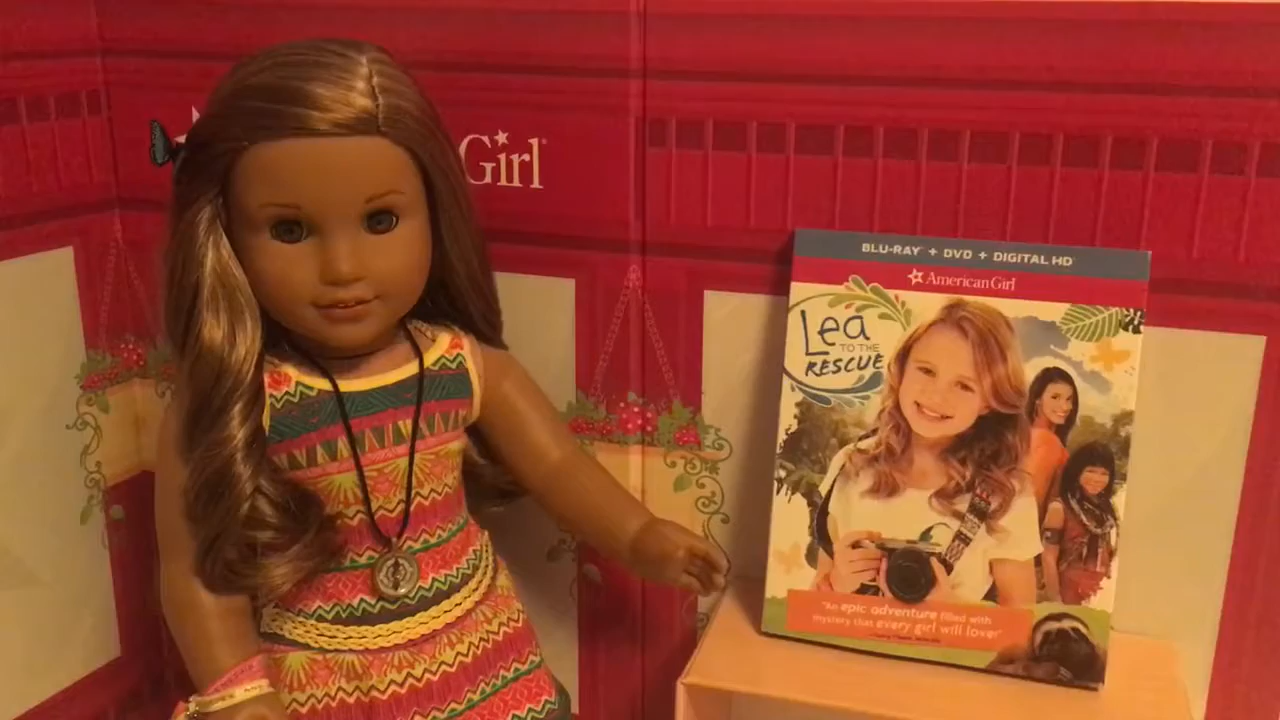 Girl
BLU-RAY + DVD + DIGITAL HD
American Girl
Lea
TO THE
RESCUE
"An epic adventure filled with
mystery that every girl will love!"